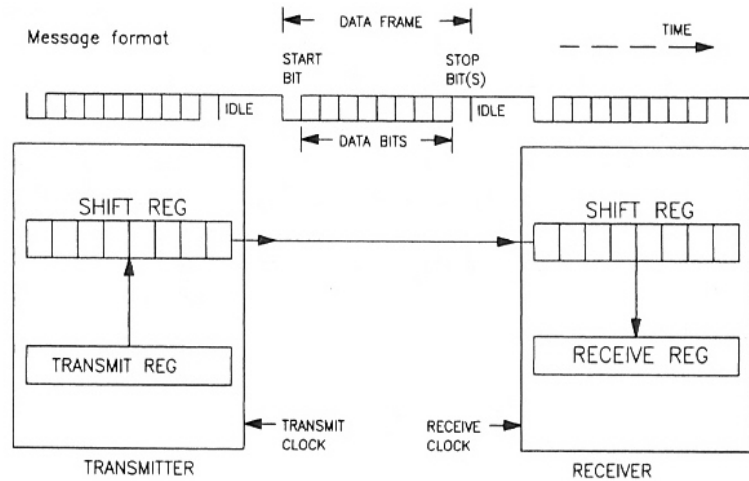 DATA FRAME
Message format
TIME
START
BIT
STOP
BIT(S)
IDLE
IDLE
DATA BITS
SHIFT REG
SHIFT REG
TRANSMIT REG
RECEIVE REG
TRANSMIT
CLOCK
RECEIVE
CLOCK
TRANSMITTER
RECEIVER